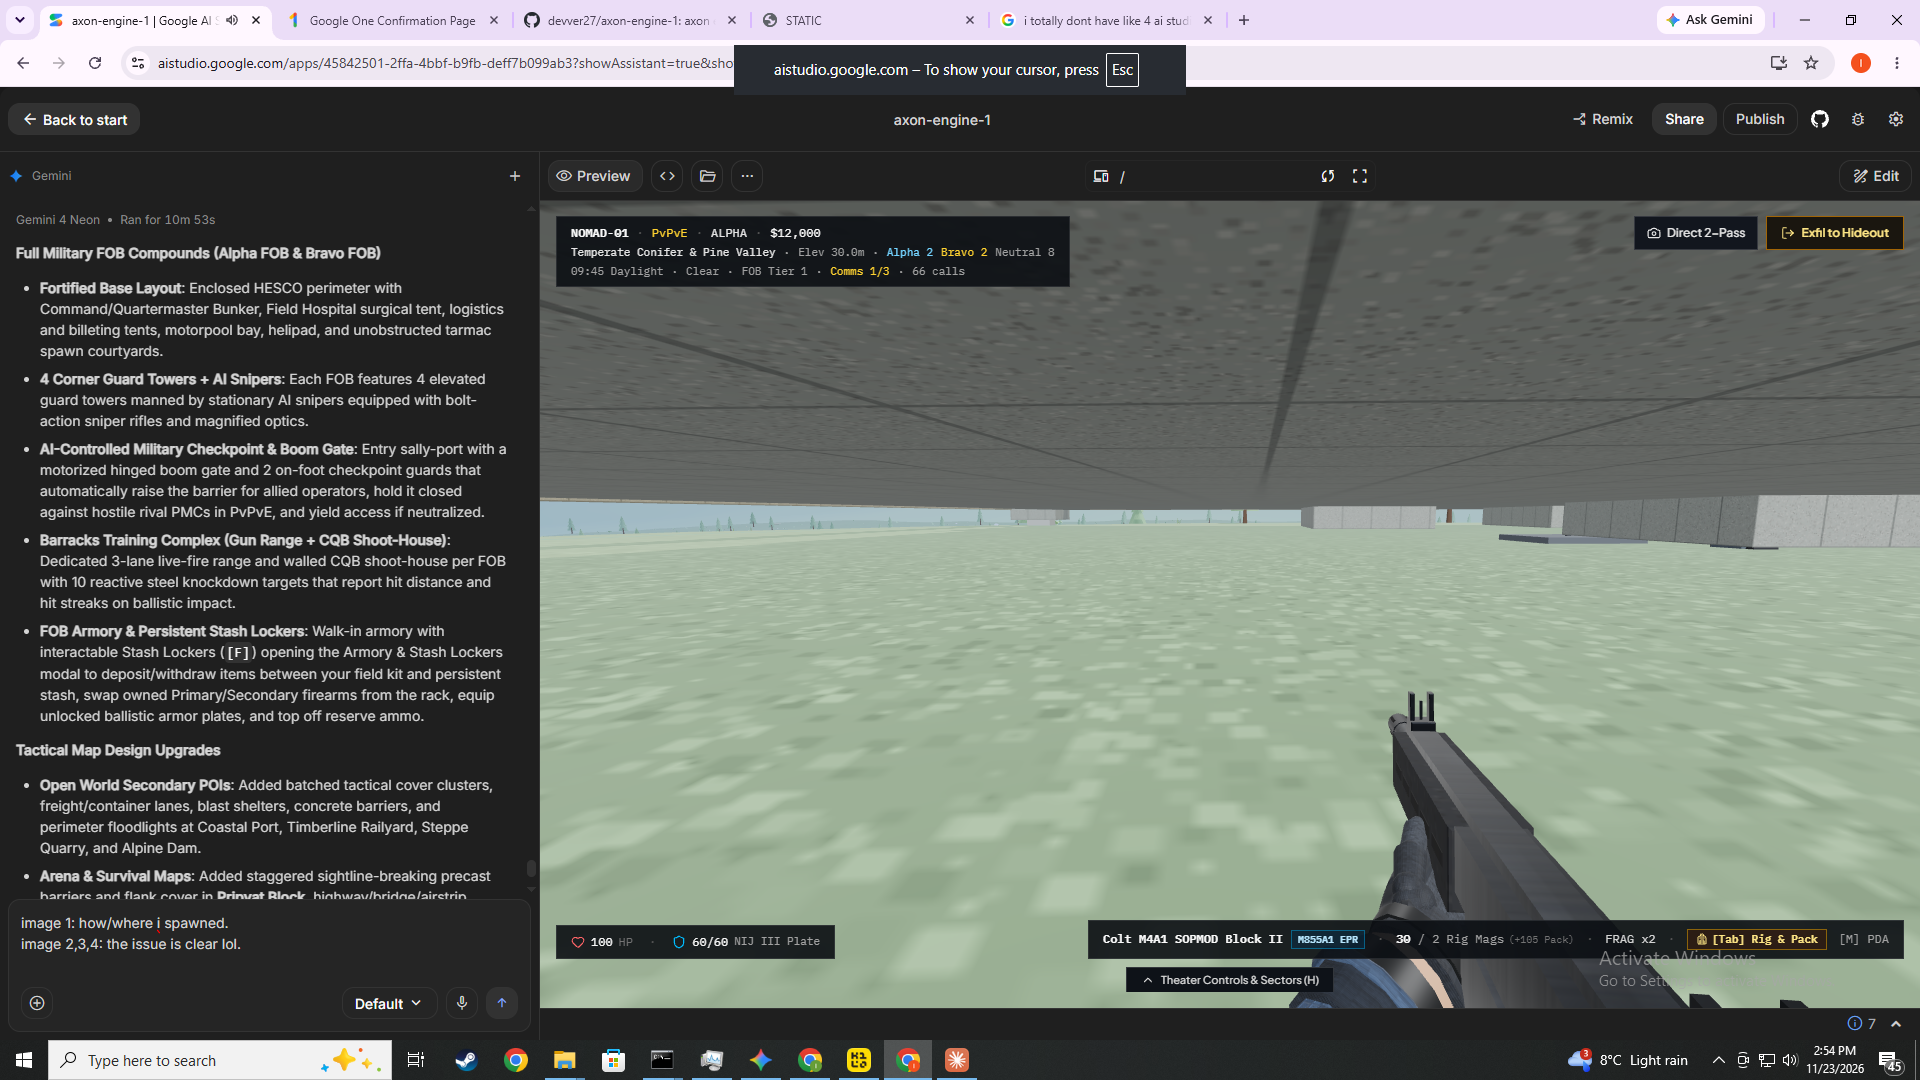 axon-engine-1 | Google AI S
Google One Confirmation Page
devver27/axon-engine-1: axon
STATIC
i totally dont have like 4 ai stud
Ask Gemini
aistudio.google.com/apps/45842501-2ffa-4bbf-b9fb-deff7b099ab3?showAssistant=true&sho
aistudio.google.com – To show your cursor, press Esc
Back to start
axon-engine-1
Remix
Share
Publish
Gemini
Preview
/
Edit
Gemini 4 Neon • Ran for 10m 53s
Full Military FOB Compounds (Alpha FOB & Bravo FOB)
• Fortified Base Layout: Enclosed HESCO perimeter with
Command/Quartermaster Bunker, Field Hospital surgical tent, logistics
and billeting tents, motorpool bay, helipad, and unobstructed tarmac
spawn courtyards.
• 4 Corner Guard Towers + AI Snipers: Each FOB features 4 elevated
guard towers manned by stationary AI snipers equipped with bolt-
action sniper rifles and magnified optics.
• AI-Controlled Military Checkpoint & Boom Gate: Entry sally-port with a
motorized hinged boom gate and 2 on-foot checkpoint guards that
automatically raise the barrier for allied operators, hold it closed
against hostile rival PMCs in PvPvE, and yield access if neutralized.
• Barracks Training Complex (Gun Range + CQB Shoot-House):
Dedicated 3-lane live-fire range and walled CQB shoot-house per FOB
with 10 reactive steel knockdown targets that report hit distance and
hit streaks on ballistic impact.
• FOB Armory & Persistent Stash Lockers: Walk-in armory with
interactable Stash Lockers ([F]) opening the Armory & Stash Lockers
modal to deposit/withdraw items between your field kit and persistent
stash, swap owned Primary/Secondary firearms from the rack, equip
unlocked ballistic armor plates, and top off reserve ammo.
Tactical Map Design Upgrades
• Open World Secondary POIs: Added batched tactical cover clusters,
freight/container lanes, blast shelters, concrete barriers, and
perimeter floodlights at Coastal Port, Timberline Railyard, Steppe
Quarry, and Alpine Dam.
• Arena & Survival Maps: Added staggered sightline-breaking precast
barriers and flank cover in Pripyat Block, highway/bridge/airstrip
image 1: how/where i spawned.
image 2,3,4: the issue is clear lol.
Default
NOMAD-01 · PvPvE · ALPHA · $12,000
Temperate Conifer & Pine Valley · Elev 30.0m · Alpha 2 Bravo 2 Neutral 8
09:45 Daylight · Clear · FOB Tier 1 · Comms 1/3 · 66 calls
Direct 2-Pass
Exfil to Hideout
100 HP · 60/60 NIJ III Plate
Colt M4A1 SOPMOD Block II M855A1 EPR · 30 / 2 Rig Mags (+105 Pack) · FRAG x2 · [Tab] Rig & Pack [M] PDA
Theater Controls & Sectors (H)
Activate Windows
7
Type here to search
3
8°C Light rain
2:54 PM
11/23/2026
45